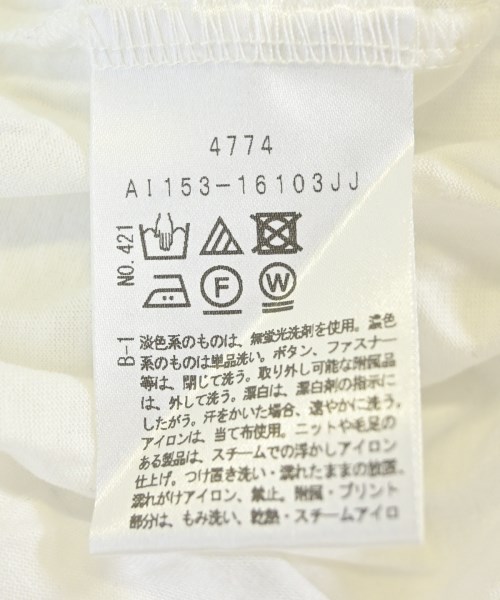 4774
AI153-16103JJ
NO.421
F
W
B-1
淡色系のものは、無蛍光洗剤を使用。濃色
系のものは単品洗い。ボタン、ファスナー
等は、閉じて洗う。取り外し可能な附属品
は、外して洗う。漂白は、漂白剤の指示に
したがう。汗をかいた場合、速やかに洗う。
アイロンは、当て布使用。ニットや毛足の
ある製品は、スチームでの浮かしアイロン
仕上げ。つけ置き洗い・濡れたままの放置、
濡れがけアイロン、禁止。附属・プリント
部分は、もみ洗い、乾熱・スチームアイロ